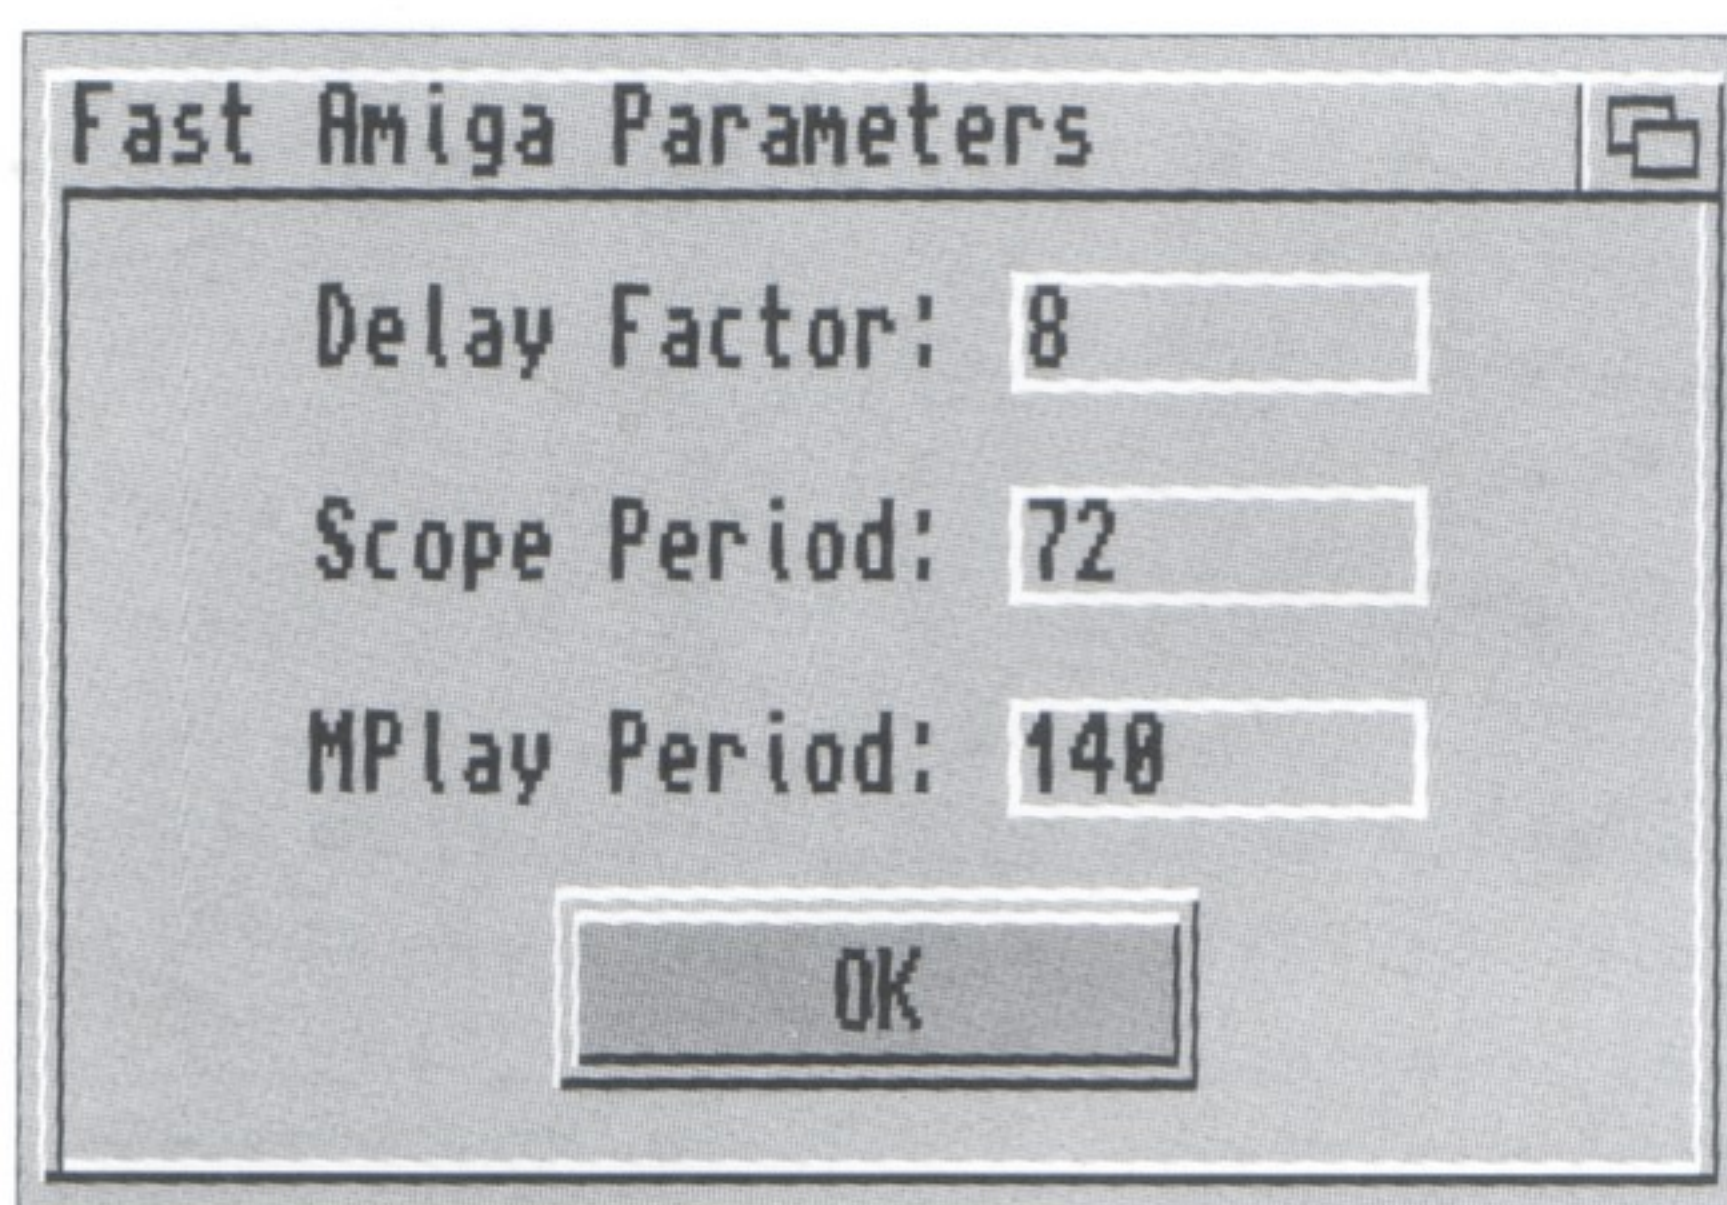 Fast Amiga Parameters
Delay Factor: 8
Scope Period: 72
MPlay Period: 140
OK